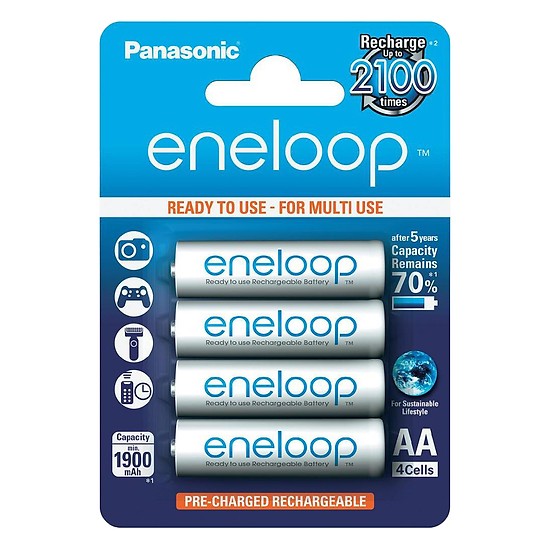 Panasonic
Recharge *2
Up to
2100
times
eneloop ™
READY TO USE - FOR MULTI USE
after 5 years
Capacity
Remains
70% *1
eneloop
Ready to use Rechargeable Battery ™
eneloop
Ready to use Rechargeable Battery ™
eneloop
Ready to use Rechargeable Battery ™
eneloop
Ready to use Rechargeable Battery ™
For Sustainable
Lifestyle
Capacity
min.
1900
mAh
*1
AA
4Cells
PRE-CHARGED RECHARGEABLE